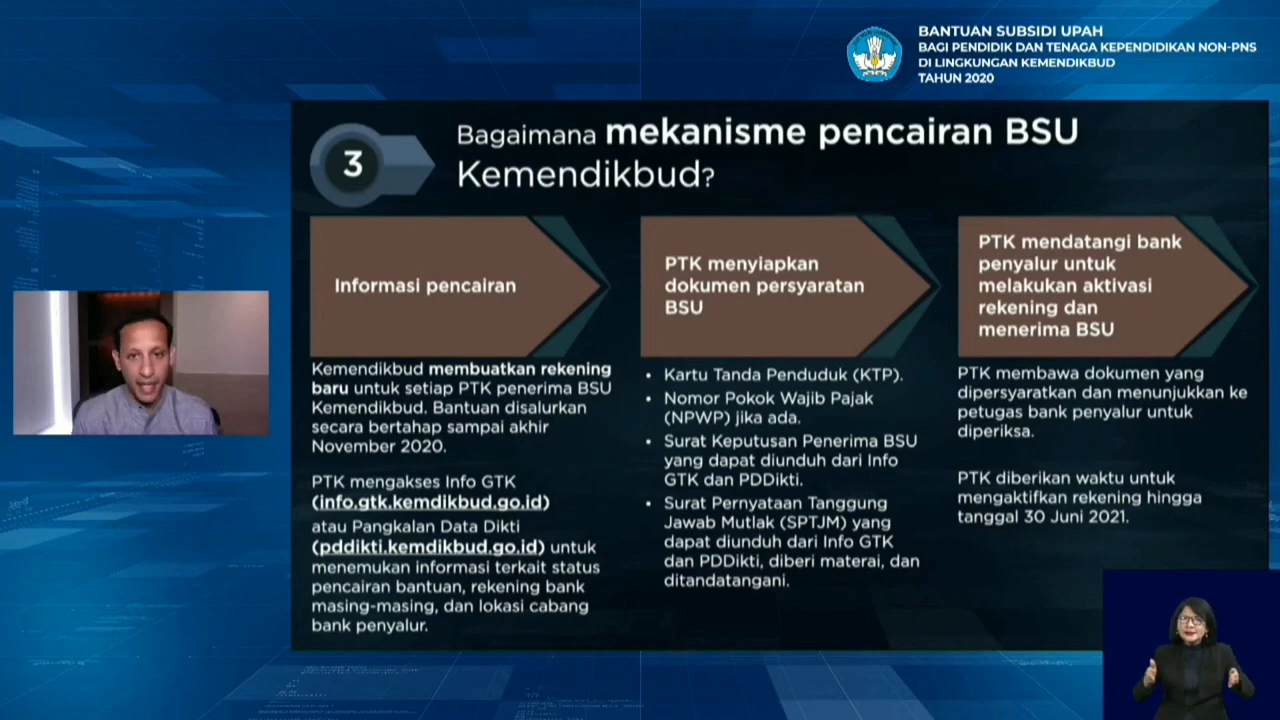 BANTUAN SUBSIDI UPAH
BAGI PENDIDIK DAN TENAGA KEPENDIDIKAN NON-PNS
DI LINGKUNGAN KEMENDIKBUD
TAHUN 2020
3
Bagaimana mekanisme pencairan BSU
Kemendikbud?
Informasi pencairan
Kemendikbud membuatkan rekening
baru untuk setiap PTK penerima BSU
Kemendikbud. Bantuan disalurkan
secara bertahap sampai akhir
November 2020.
PTK mengakses Info GTK
(info.gtk.kemdikbud.go.id)
atau Pangkalan Data Dikti
(pddikti.kemdikbud.go.id) untuk
menemukan informasi terkait status
pencairan bantuan, rekening bank
masing-masing, dan lokasi cabang
bank penyalur.
PTK menyiapkan
dokumen persyaratan
BSU
• Kartu Tanda Penduduk (KTP).
• Nomor Pokok Wajib Pajak
(NPWP) jika ada.
• Surat Keputusan Penerima BSU
yang dapat diunduh dari Info
GTK dan PDDikti.
• Surat Pernyataan Tanggung
Jawab Mutlak (SPTJM) yang
dapat diunduh dari Info GTK
dan PDDikti, diberi materai, dan
ditandatangani.
PTK mendatangi bank
penyalur untuk
melakukan aktivasi
rekening dan
menerima BSU
PTK membawa dokumen yang
dipersyaratkan dan menunjukkan ke
petugas bank penyalur untuk
diperiksa.
PTK diberikan waktu untuk
mengaktifkan rekening hingga
tanggal 30 Juni 2021.